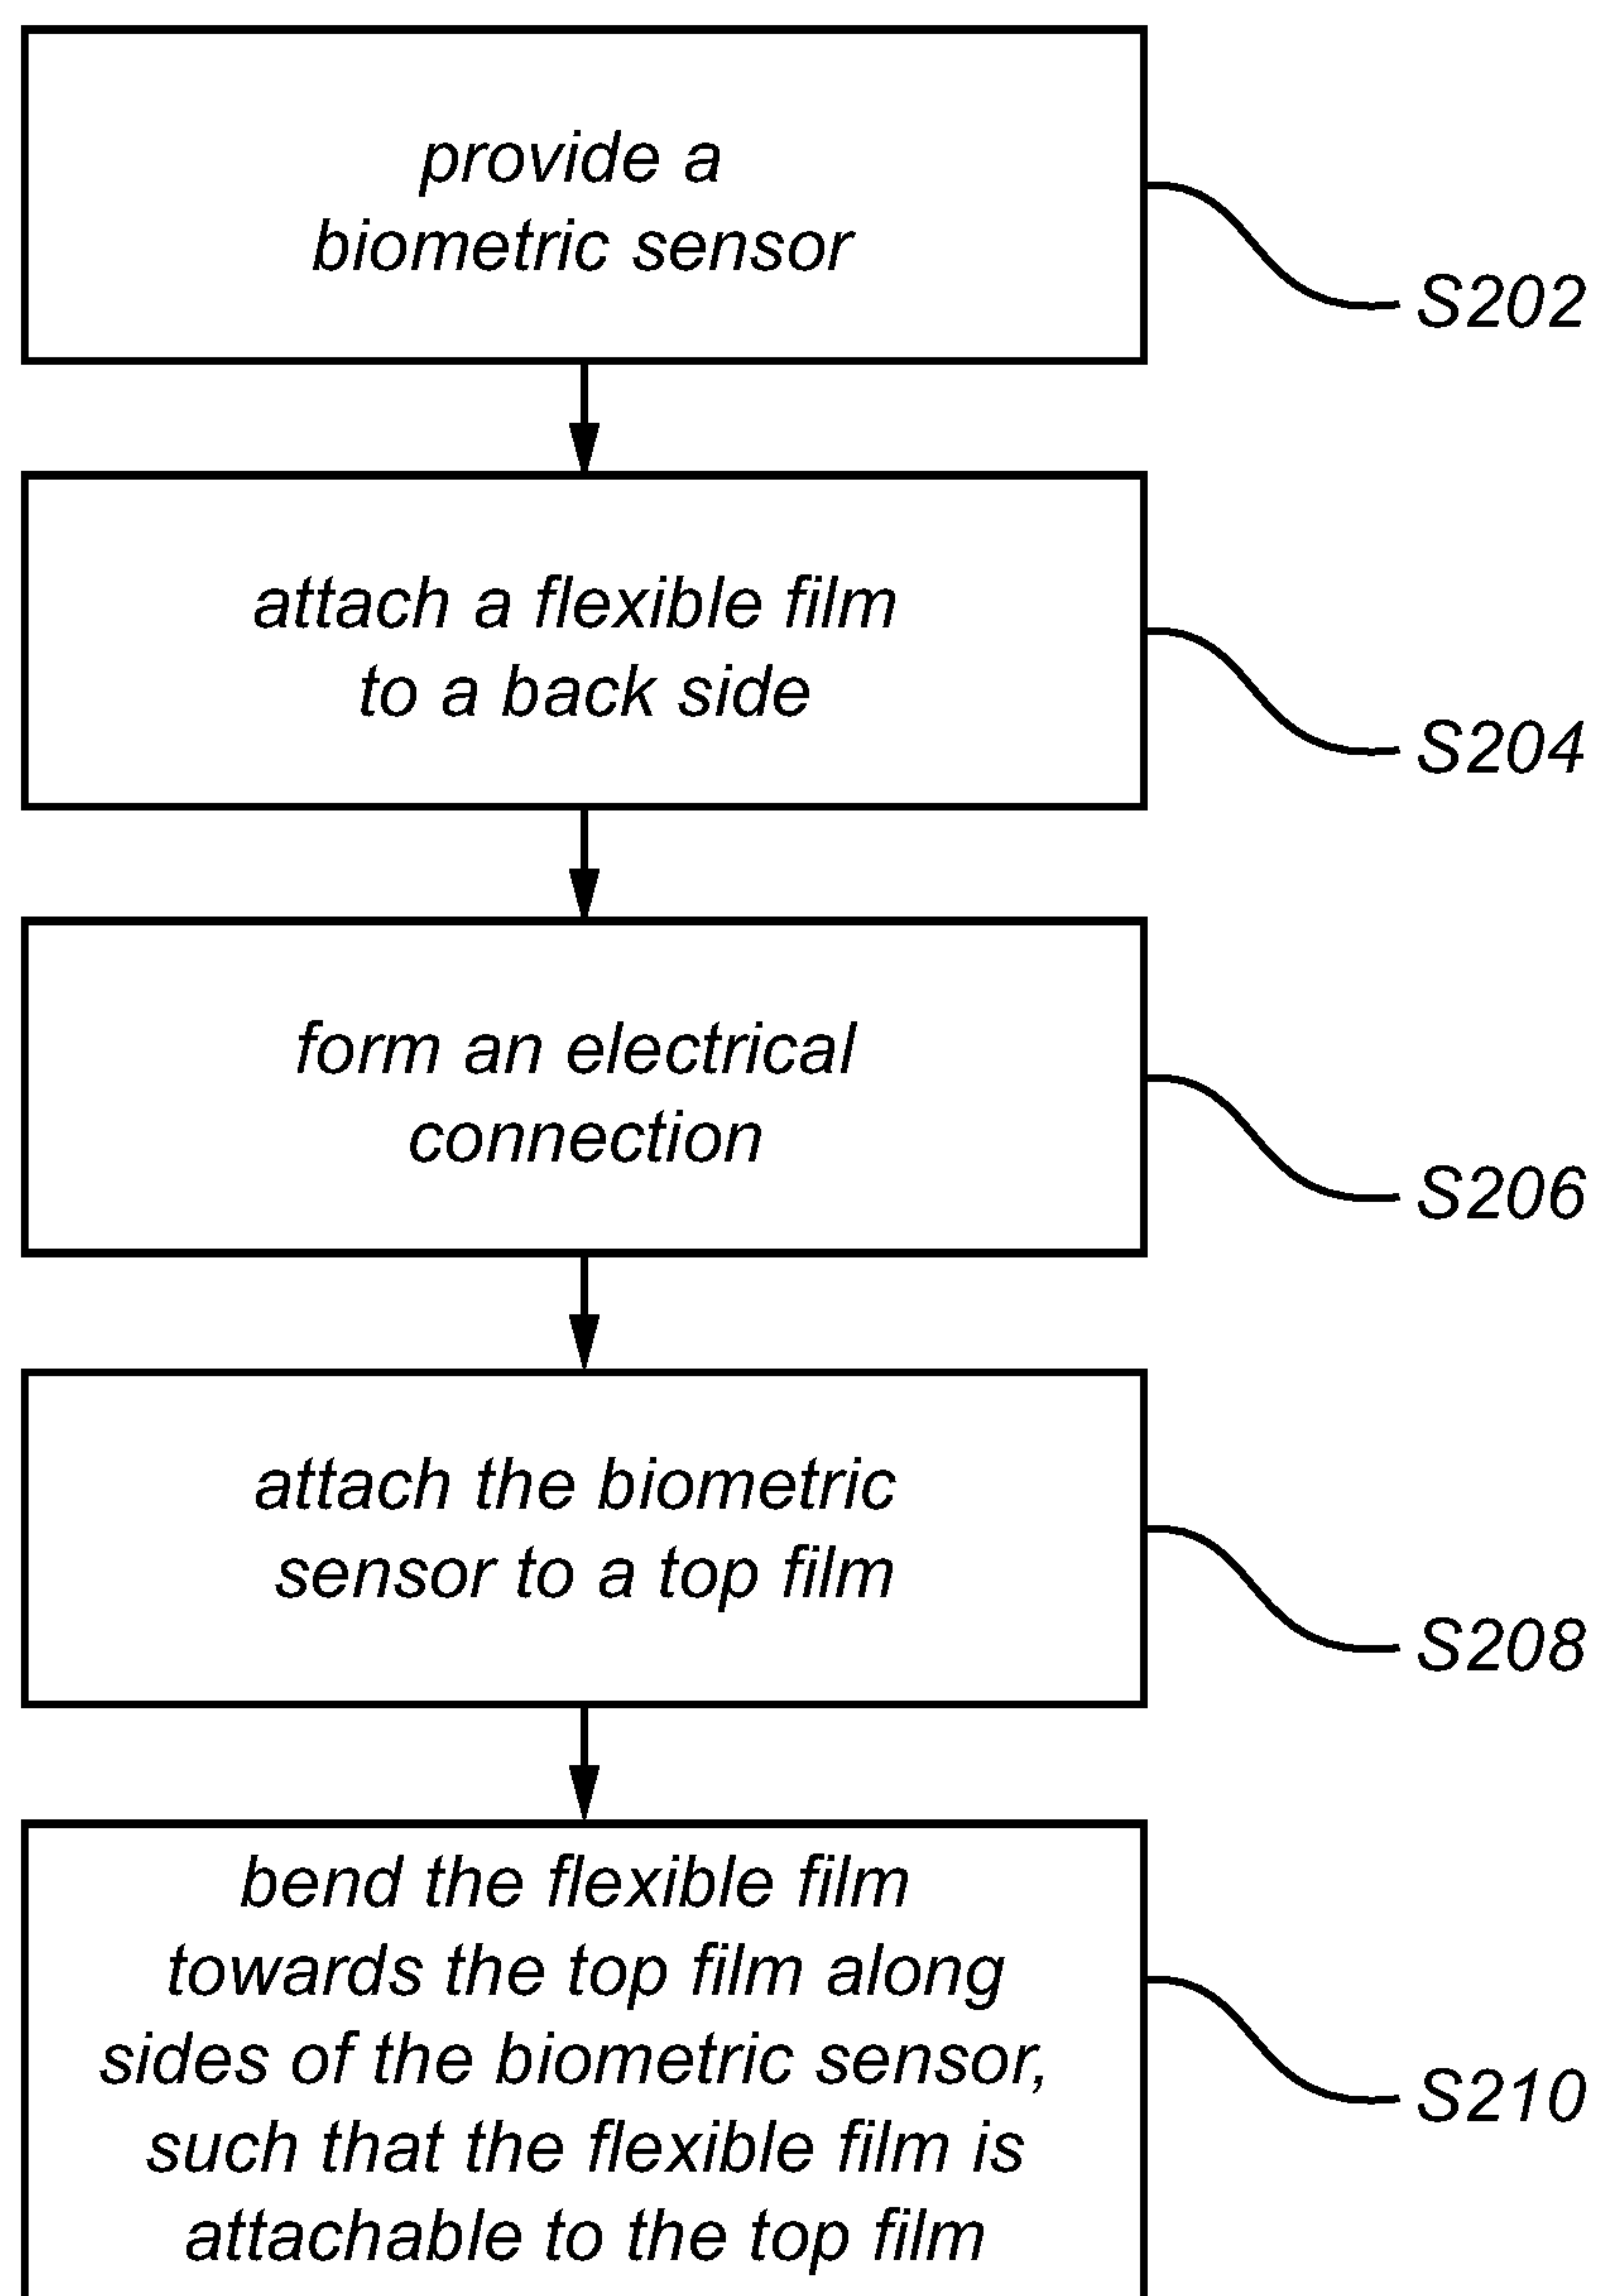 provide a
biometric sensor
S202
attach a flexible film
to a back side
S204
form an electrical
connection
S206
attach the biometric
sensor to a top film
S208
bend the flexible film
towards the top film along
sides of the biometric sensor,
such that the flexible film is
attachable to the top film
S210